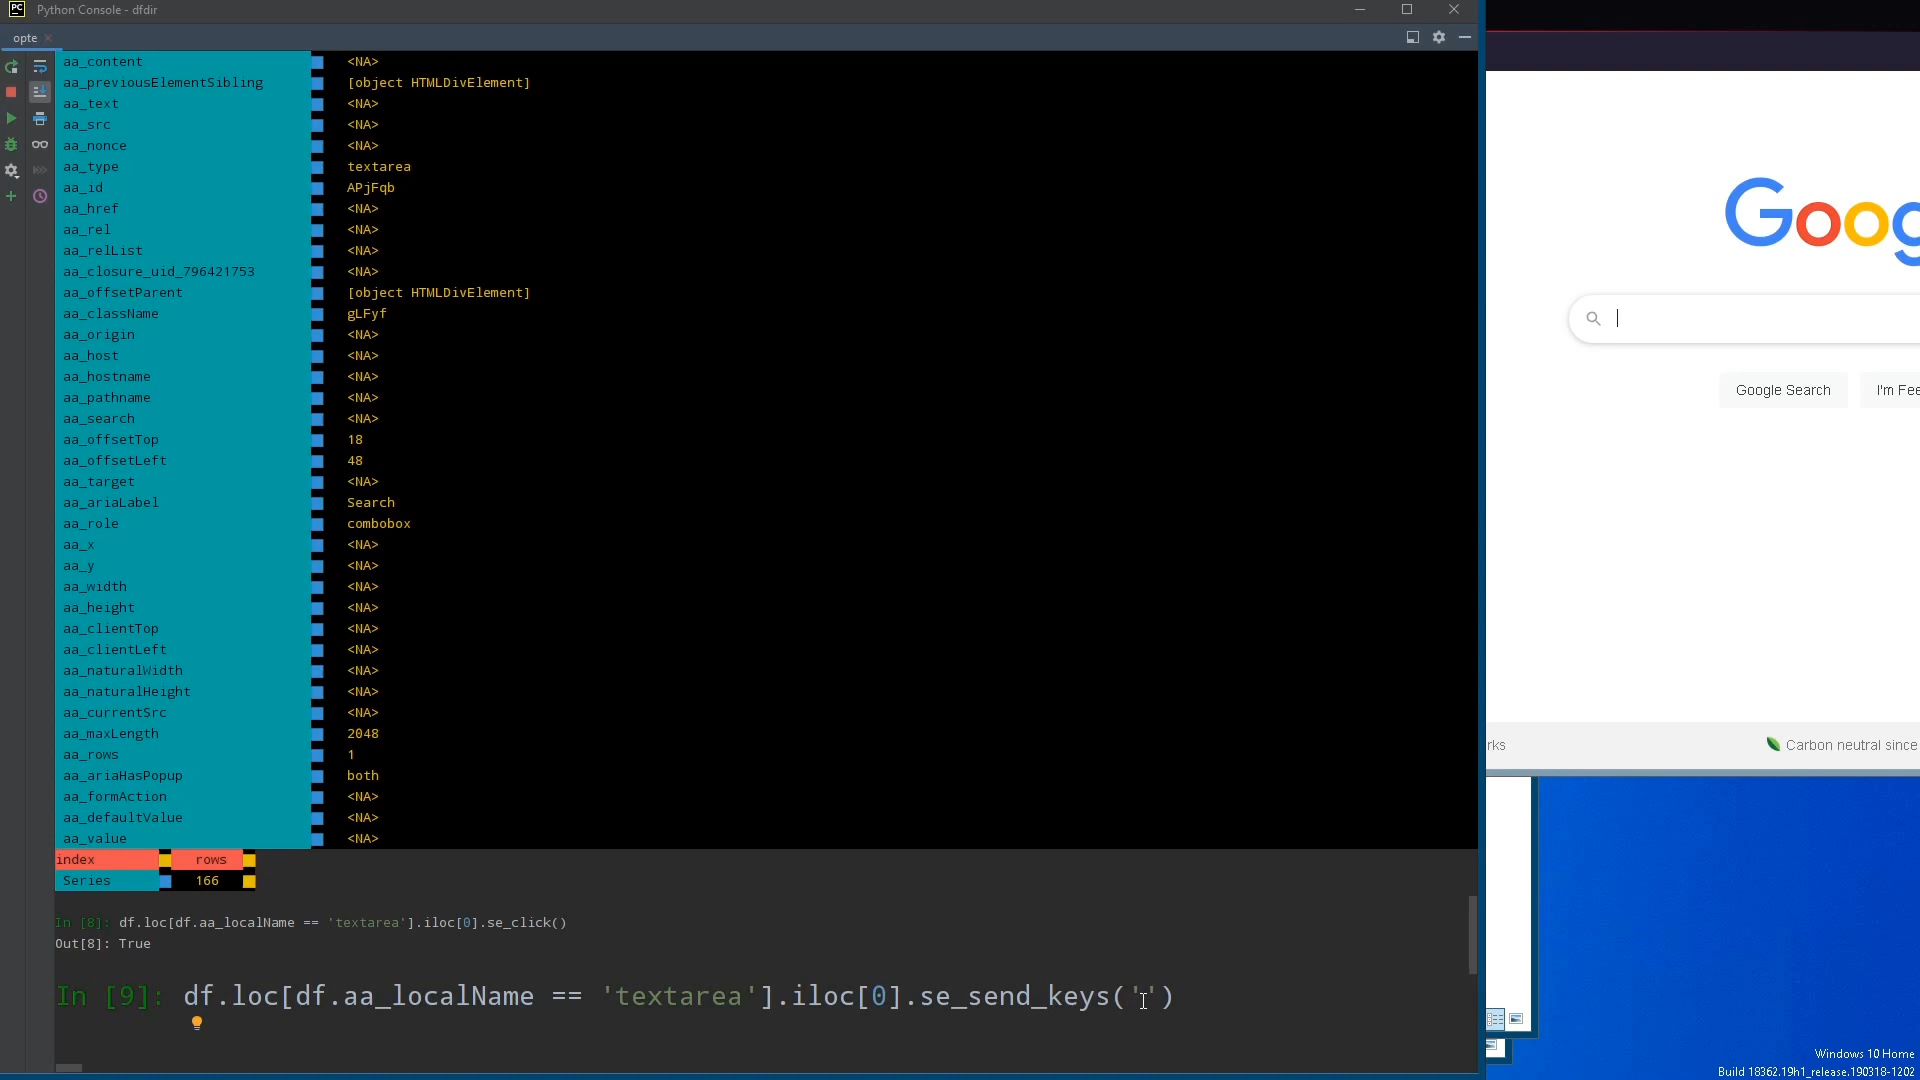 PC Python Console - dfdir
opte
aa_content <NA>
aa_previousElementSibling [object HTMLDivElement]
aa_text <NA>
aa_src <NA>
aa_nonce <NA>
aa_type textarea
aa_id APjFqb
aa_href <NA>
aa_rel <NA>
aa_relList <NA>
aa_closure_uid_796421753 <NA>
aa_offsetParent [object HTMLDivElement]
aa_className gLFyf
aa_origin <NA>
aa_host <NA>
aa_hostname <NA>
aa_pathname <NA>
aa_search <NA>
aa_offsetTop 18
aa_offsetLeft 48
aa_target <NA>
aa_ariaLabel Search
aa_role combobox
aa_x <NA>
aa_y <NA>
aa_width <NA>
aa_height <NA>
aa_clientTop <NA>
aa_clientLeft <NA>
aa_naturalWidth <NA>
aa_naturalHeight <NA>
aa_currentSrc <NA>
aa_maxLength 2048
aa_rows 1
aa_ariaHasPopup both
aa_formAction <NA>
aa_defaultValue <NA>
aa_value <NA>
index rows
Series 166
In [8]: df.loc[df.aa_localName == 'textarea'].iloc[0].se_click()
Out[8]: True
In [9]: df.loc[df.aa_localName == 'textarea'].iloc[0].se_send_keys('')
Goog
Google Search I'm Fee
rks Carbon neutral since
Windows 10 Home
Build 18362.19h1_release.190318-1202